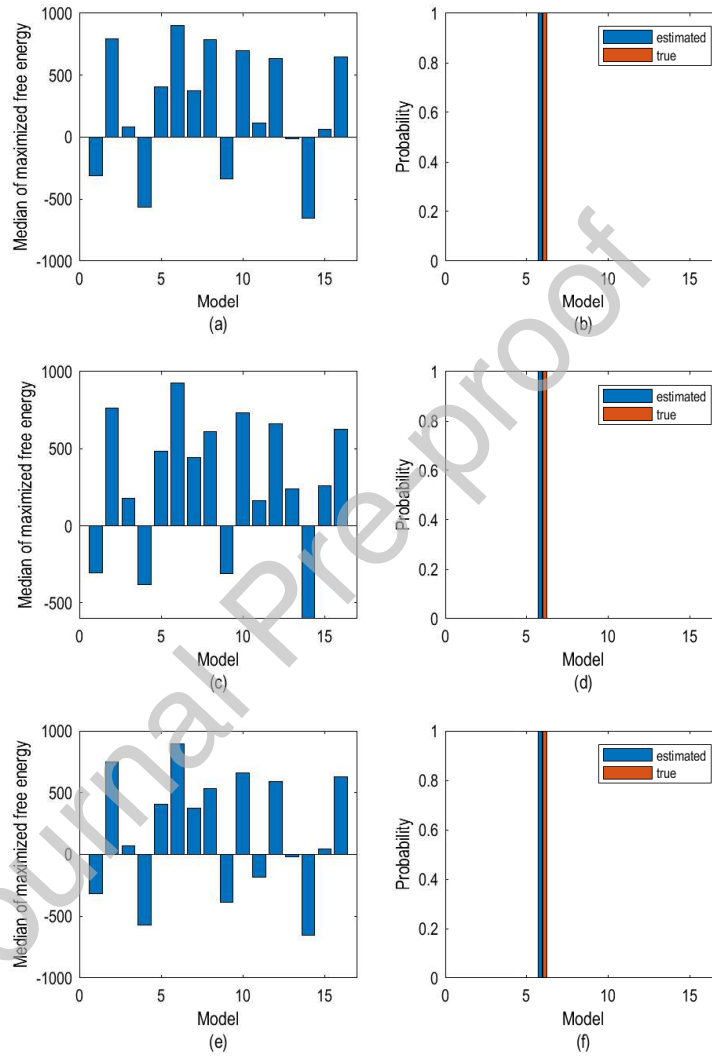 1000
500
0
-500
-1000
Median of maximized free energy
0 5 10 15
Model
(a)
1
0.8
0.6
0.4
0.2
0
Probability
estimated
true
0 5 10 15
Model
(b)
1000
500
0
-500
Median of maximized free energy
0 5 10 15
Model
(c)
1
0.8
0.6
0.4
0.2
0
Probability
estimated
true
0 5 10 15
Model
(d)
1000
500
0
-500
-1000
Median of maximized free energy
0 5 10 15
Model
(e)
1
0.8
0.6
0.4
0.2
0
Probability
estimated
true
0 5 10 15
Model
(f)
ournal Pre-proof